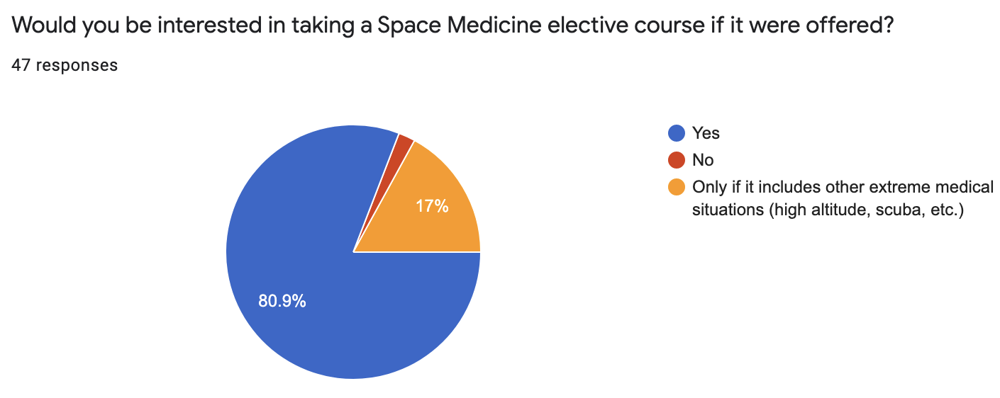 Would you be interested in taking a Space Medicine elective course if it were offered?
47 responses
Yes
No
Only if it includes other extreme medical
situations (high altitude, scuba, etc.)
17%
80.9%